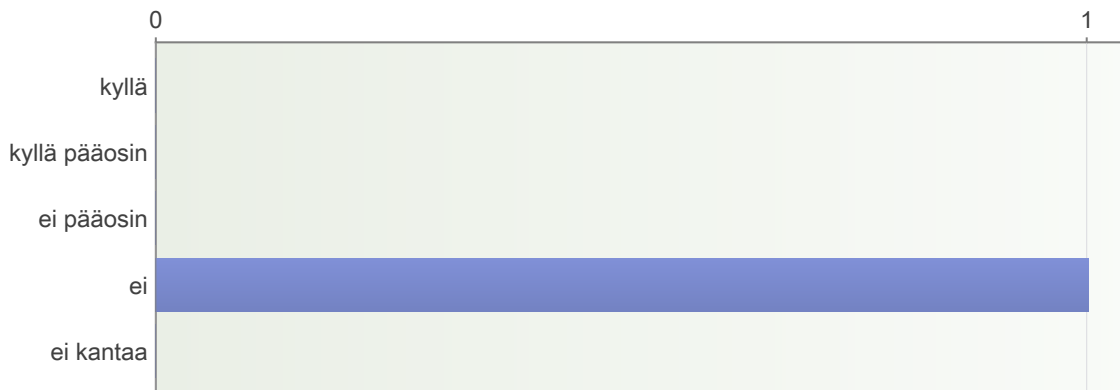 0 1
kyllä
kyllä pääosin
ei pääosin
ei
ei kantaa